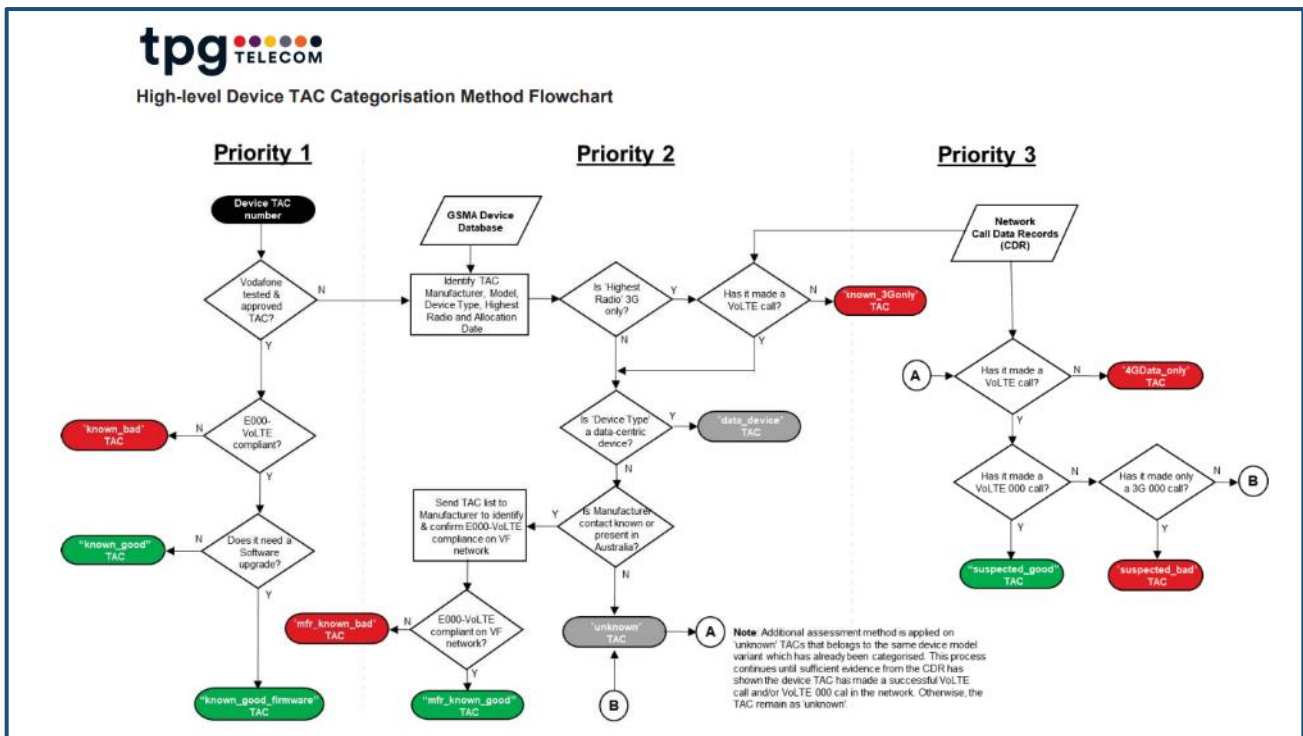 tpg
TELECOM
High-level Device TAC Categorisation Method Flowchart
Priority 1
Priority 2
Priority 3
Device TAC
number
Vodafone
tested &
approved
TAC?
N
Y
E000-
VoLTE
compliant?
N
"known_bad"
TAC
Y
Does it need a
Software
upgrade?
N
"known_good"
TAC
Y
"known_good_firmware"
TAC
GSMA Device
Database
Identify TAC
Manufacturer, Model,
Device Type, Highest
Radio and Allocation
Date
Is 'Highest
Radio' 3G
only?
Y
N
Has it made a
VoLTE call?
N
Y
'known_3Gonly'
TAC
Is 'Device Type'
a data-centric
device?
Y
'data_device'
TAC
N
Is Manufacturer
contact known or
present in
Australia?
Y
N
Send TAC list to
Manufacturer to identify
& confirm E000-VoLTE
compliance on VF
network
E000-VoLTE
compliant on VF
network?
N
'mfr_known_bad'
TAC
Y
"mfr_known_good"
TAC
'unknown'
TAC
A
B
Network
Call Data Records
(CDR)
A
Has it made a
VoLTE call?
N
'4GData_only'
TAC
Y
Has it made a
VoLTE 000 call?
N
Has it made only
a 3G 000 call?
N
B
Y
Y
"suspected_good"
TAC
'suspected_bad'
TAC
Note: Additional assessment method is applied on
'unknown' TACs that belongs to the same device model
variant which has already been categorised. This process
continues until sufficient evidence from the CDR has
shown the device TAC has made a successful VoLTE
call and/or VoLTE 000 cal in the network. Otherwise, the
TAC remain as 'unknown'.